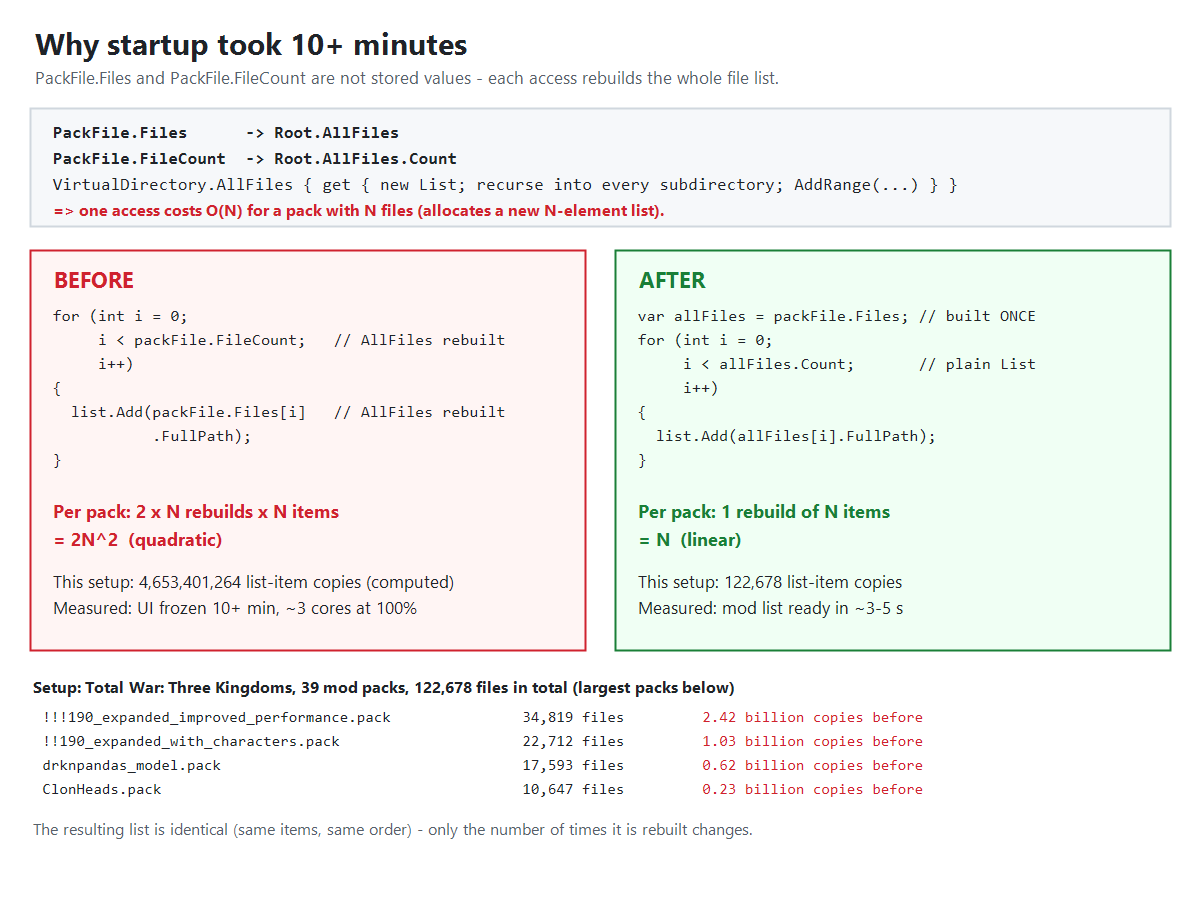 Why startup took 10+ minutes
PackFile.Files and PackFile.FileCount are not stored values - each access rebuilds the whole file list.
PackFile.Files      -> Root.AllFiles
PackFile.FileCount  -> Root.AllFiles.Count
VirtualDirectory.AllFiles { get { new List; recurse into every subdirectory; AddRange(...) } }
=> one access costs O(N) for a pack with N files (allocates a new N-element list).
BEFORE
for (int i = 0;
     i < packFile.FileCount;   // AllFiles rebuilt
     i++)
{
  list.Add(packFile.Files[i]   // AllFiles rebuilt
           .FullPath);
}
Per pack: 2 x N rebuilds x N items
= 2N^2  (quadratic)
This setup: 4,653,401,264 list-item copies (computed)
Measured: UI frozen 10+ min, ~3 cores at 100%
AFTER
var allFiles = packFile.Files; // built ONCE
for (int i = 0;
     i < allFiles.Count;       // plain List
     i++)
{
  list.Add(allFiles[i].FullPath);
}
Per pack: 1 rebuild of N items
= N  (linear)
This setup: 122,678 list-item copies
Measured: mod list ready in ~3-5 s
Setup: Total War: Three Kingdoms, 39 mod packs, 122,678 files in total (largest packs below)
!!!190_expanded_improved_performance.pack 34,819 files 2.42 billion copies before
!!190_expanded_with_characters.pack 22,712 files 1.03 billion copies before
drknpandas_model.pack 17,593 files 0.62 billion copies before
ClonHeads.pack 10,647 files 0.23 billion copies before
The resulting list is identical (same items, same order) - only the number of times it is rebuilt changes.